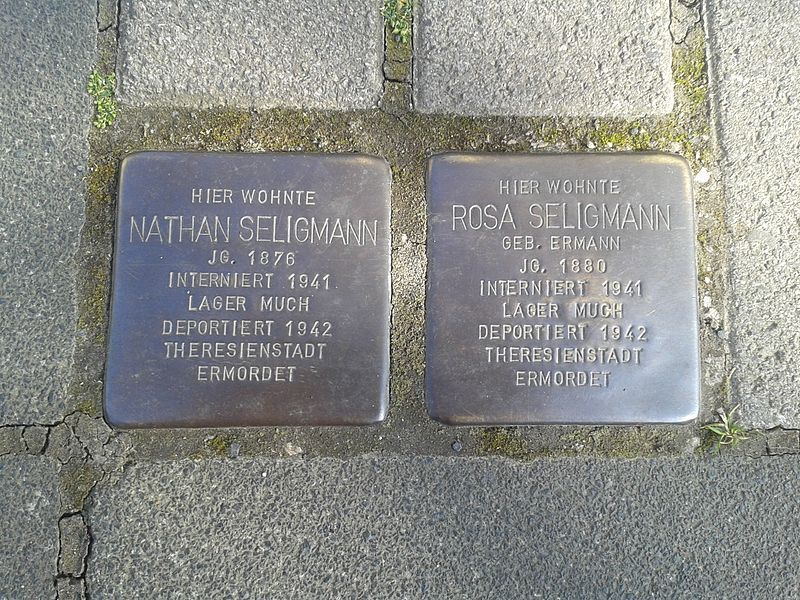 HIER WOHNTE
NATHAN SELIGMANN
JG. 1876
INTERNIERT 1941
'LAGER MUCH'
DEPORTIERT 1942
THERESIENSTADT
ERMORDET
HIER WOHNTE
ROSA SELIGMANN
GEB. ERMANN
JG. 1880
INTERNIERT 1941
LAGER MUCH
DEPORTIERT 1942
THERESIENSTADT
ERMORDET